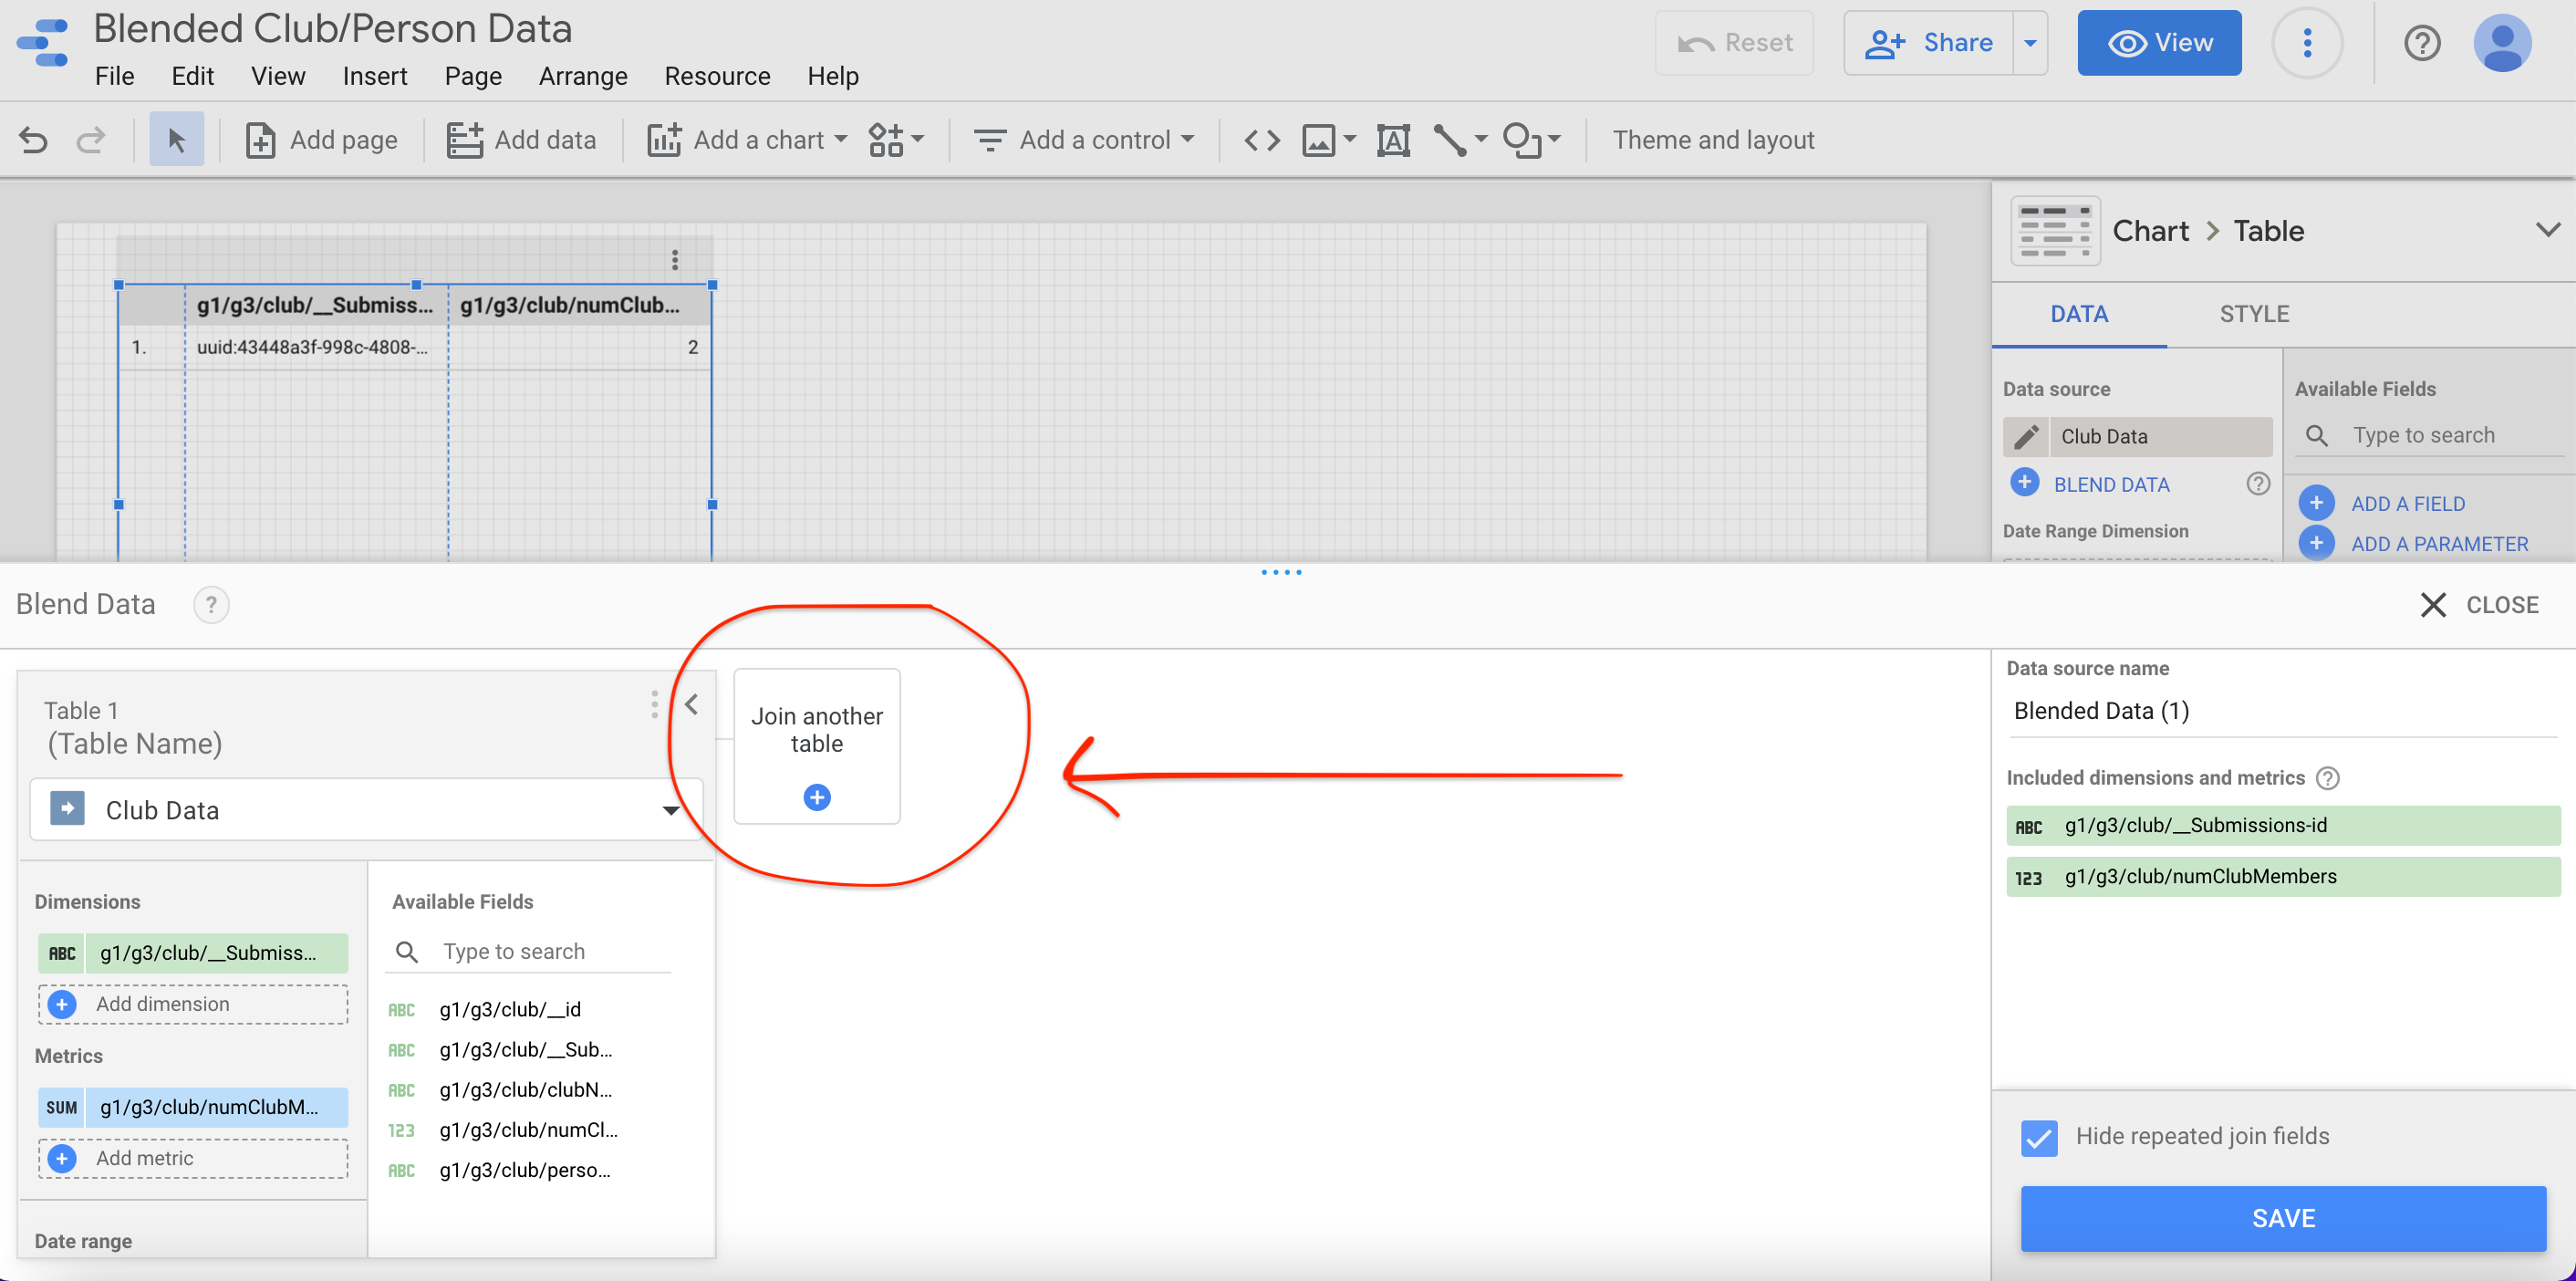 Blended Club/Person Data
File Edit View Insert Page Arrange Resource Help
Reset Share View
Add page Add data Add a chart Add a control Theme and layout
g1/g3/club/__Submiss... g1/g3/club/numClub...
1. uuid:43448a3f-998c-4808-... 2
Chart Table
DATA STYLE
Data source
Club Data
BLEND DATA
Date Range Dimension
Available Fields
Type to search
ADD A FIELD
ADD A PARAMETER
Blend Data
CLOSE
Table 1
(Table Name)
Club Data
Dimensions
ABC g1/g3/club/__Submiss...
Add dimension
Metrics
SUM g1/g3/club/numClubM...
Add metric
Date range
Available Fields
Type to search
ABC g1/g3/club/__id
ABC g1/g3/club/__Sub...
ABC g1/g3/club/clubN...
123 g1/g3/club/numCl...
ABC g1/g3/club/perso...
Join another
table
Data source name
Blended Data (1)
Included dimensions and metrics
ABC g1/g3/club/__Submissions-id
123 g1/g3/club/numClubMembers
Hide repeated join fields
SAVE